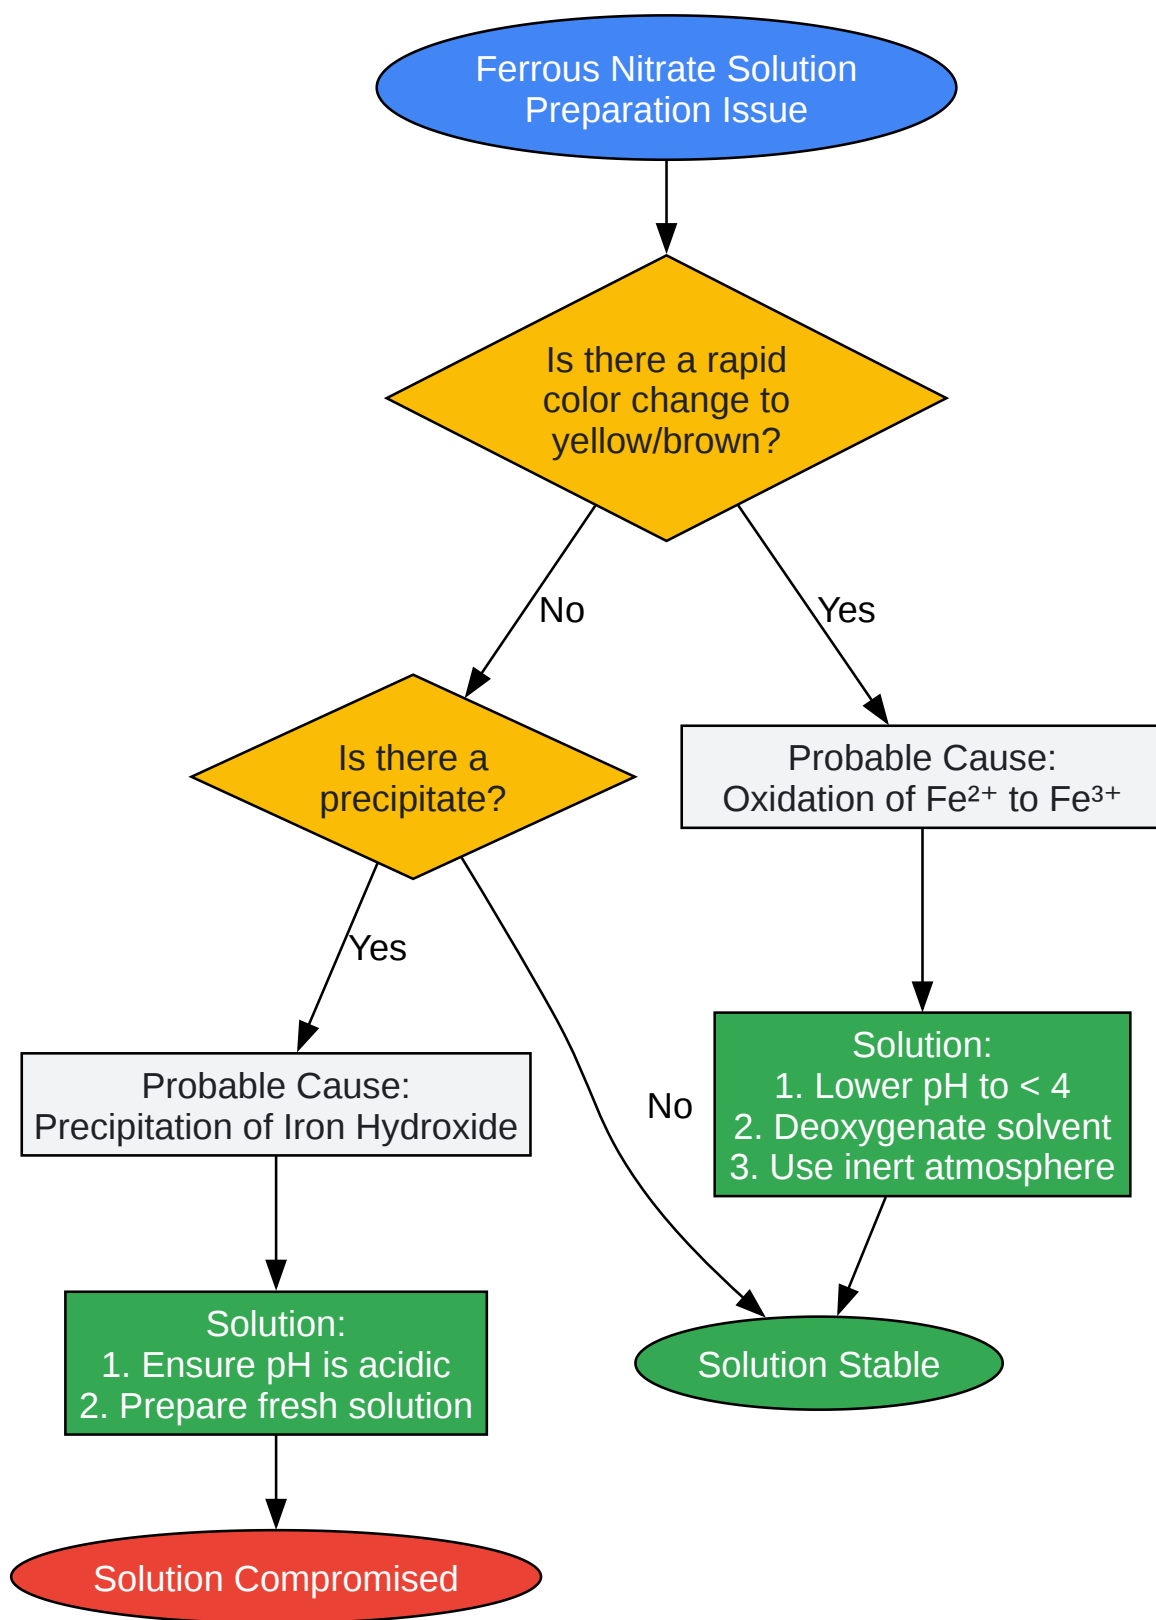 Ferrous Nitrate Solution
Preparation Issue
Is there a rapid
color change to
yellow/brown?
No
Yes
Is there a
precipitate?
Probable Cause:
Oxidation of Fe²⁺ to Fe³⁺
Yes
No
Probable Cause:
Precipitation of Iron Hydroxide
Solution:
1. Lower pH to < 4
2. Deoxygenate solvent
3. Use inert atmosphere
Solution:
1. Ensure pH is acidic
2. Prepare fresh solution
Solution Stable
Solution Compromised